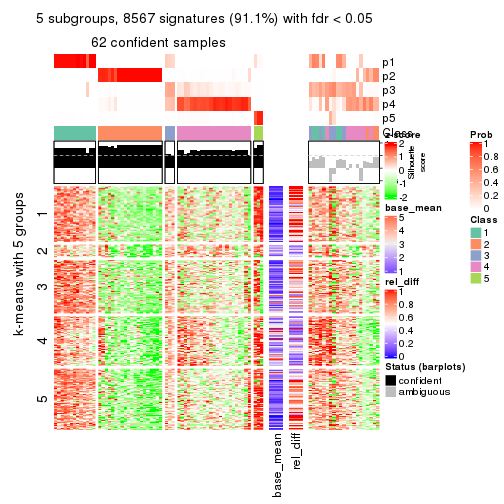 5 subgroups, 8567 signatures (91.1%) with fdr < 0.05
62 confident samples
p1
p2
p3
p4
p5
Class
1
2
3
4
5
k-means with 5 groups
base_mean
rel_diff
z-score
2
1
0
-1
-2
Silhouette
score
base_mean
5
4
3
2
1
rel_diff
1
0.8
0.6
0.4
0.2
0
Status (barplots)
confident
ambiguous
Prob
1
0.8
0.6
0.4
0.2
0
Class
1
2
3
4
5